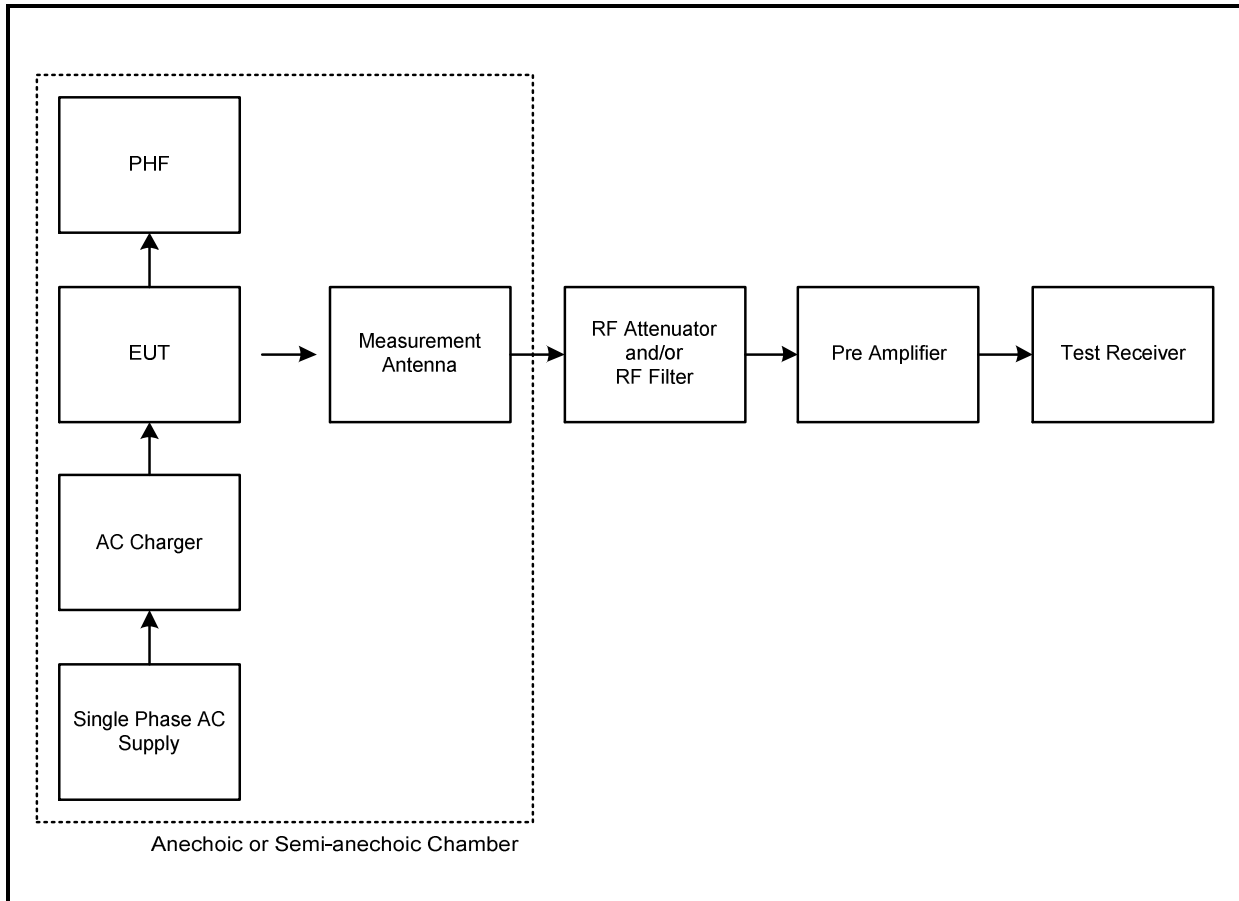 PHF
EUT
Measurement
Antenna
RF Attenuator
and/or
RF Filter
Pre Amplifier
Test Receiver
AC Charger
Single Phase AC
Supply
Anechoic or Semi-anechoic Chamber